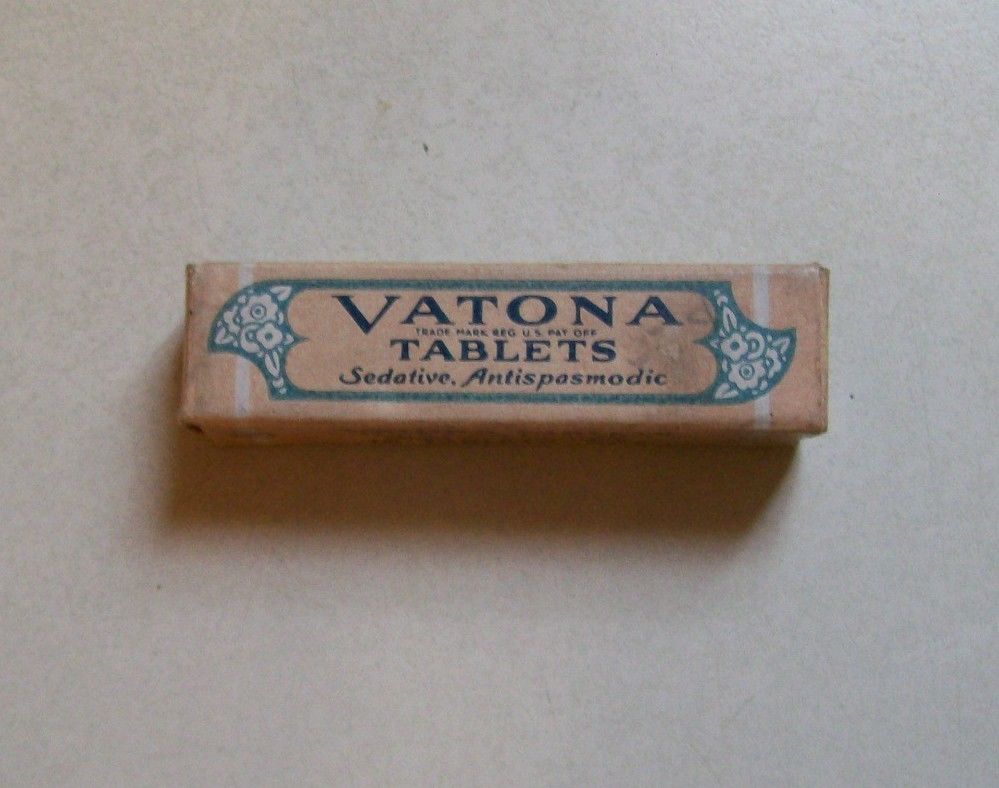 VATONA
TRADE MARK REG. U.S. PAT. OFF.
TABLETS
Sedative, Antispasmodic